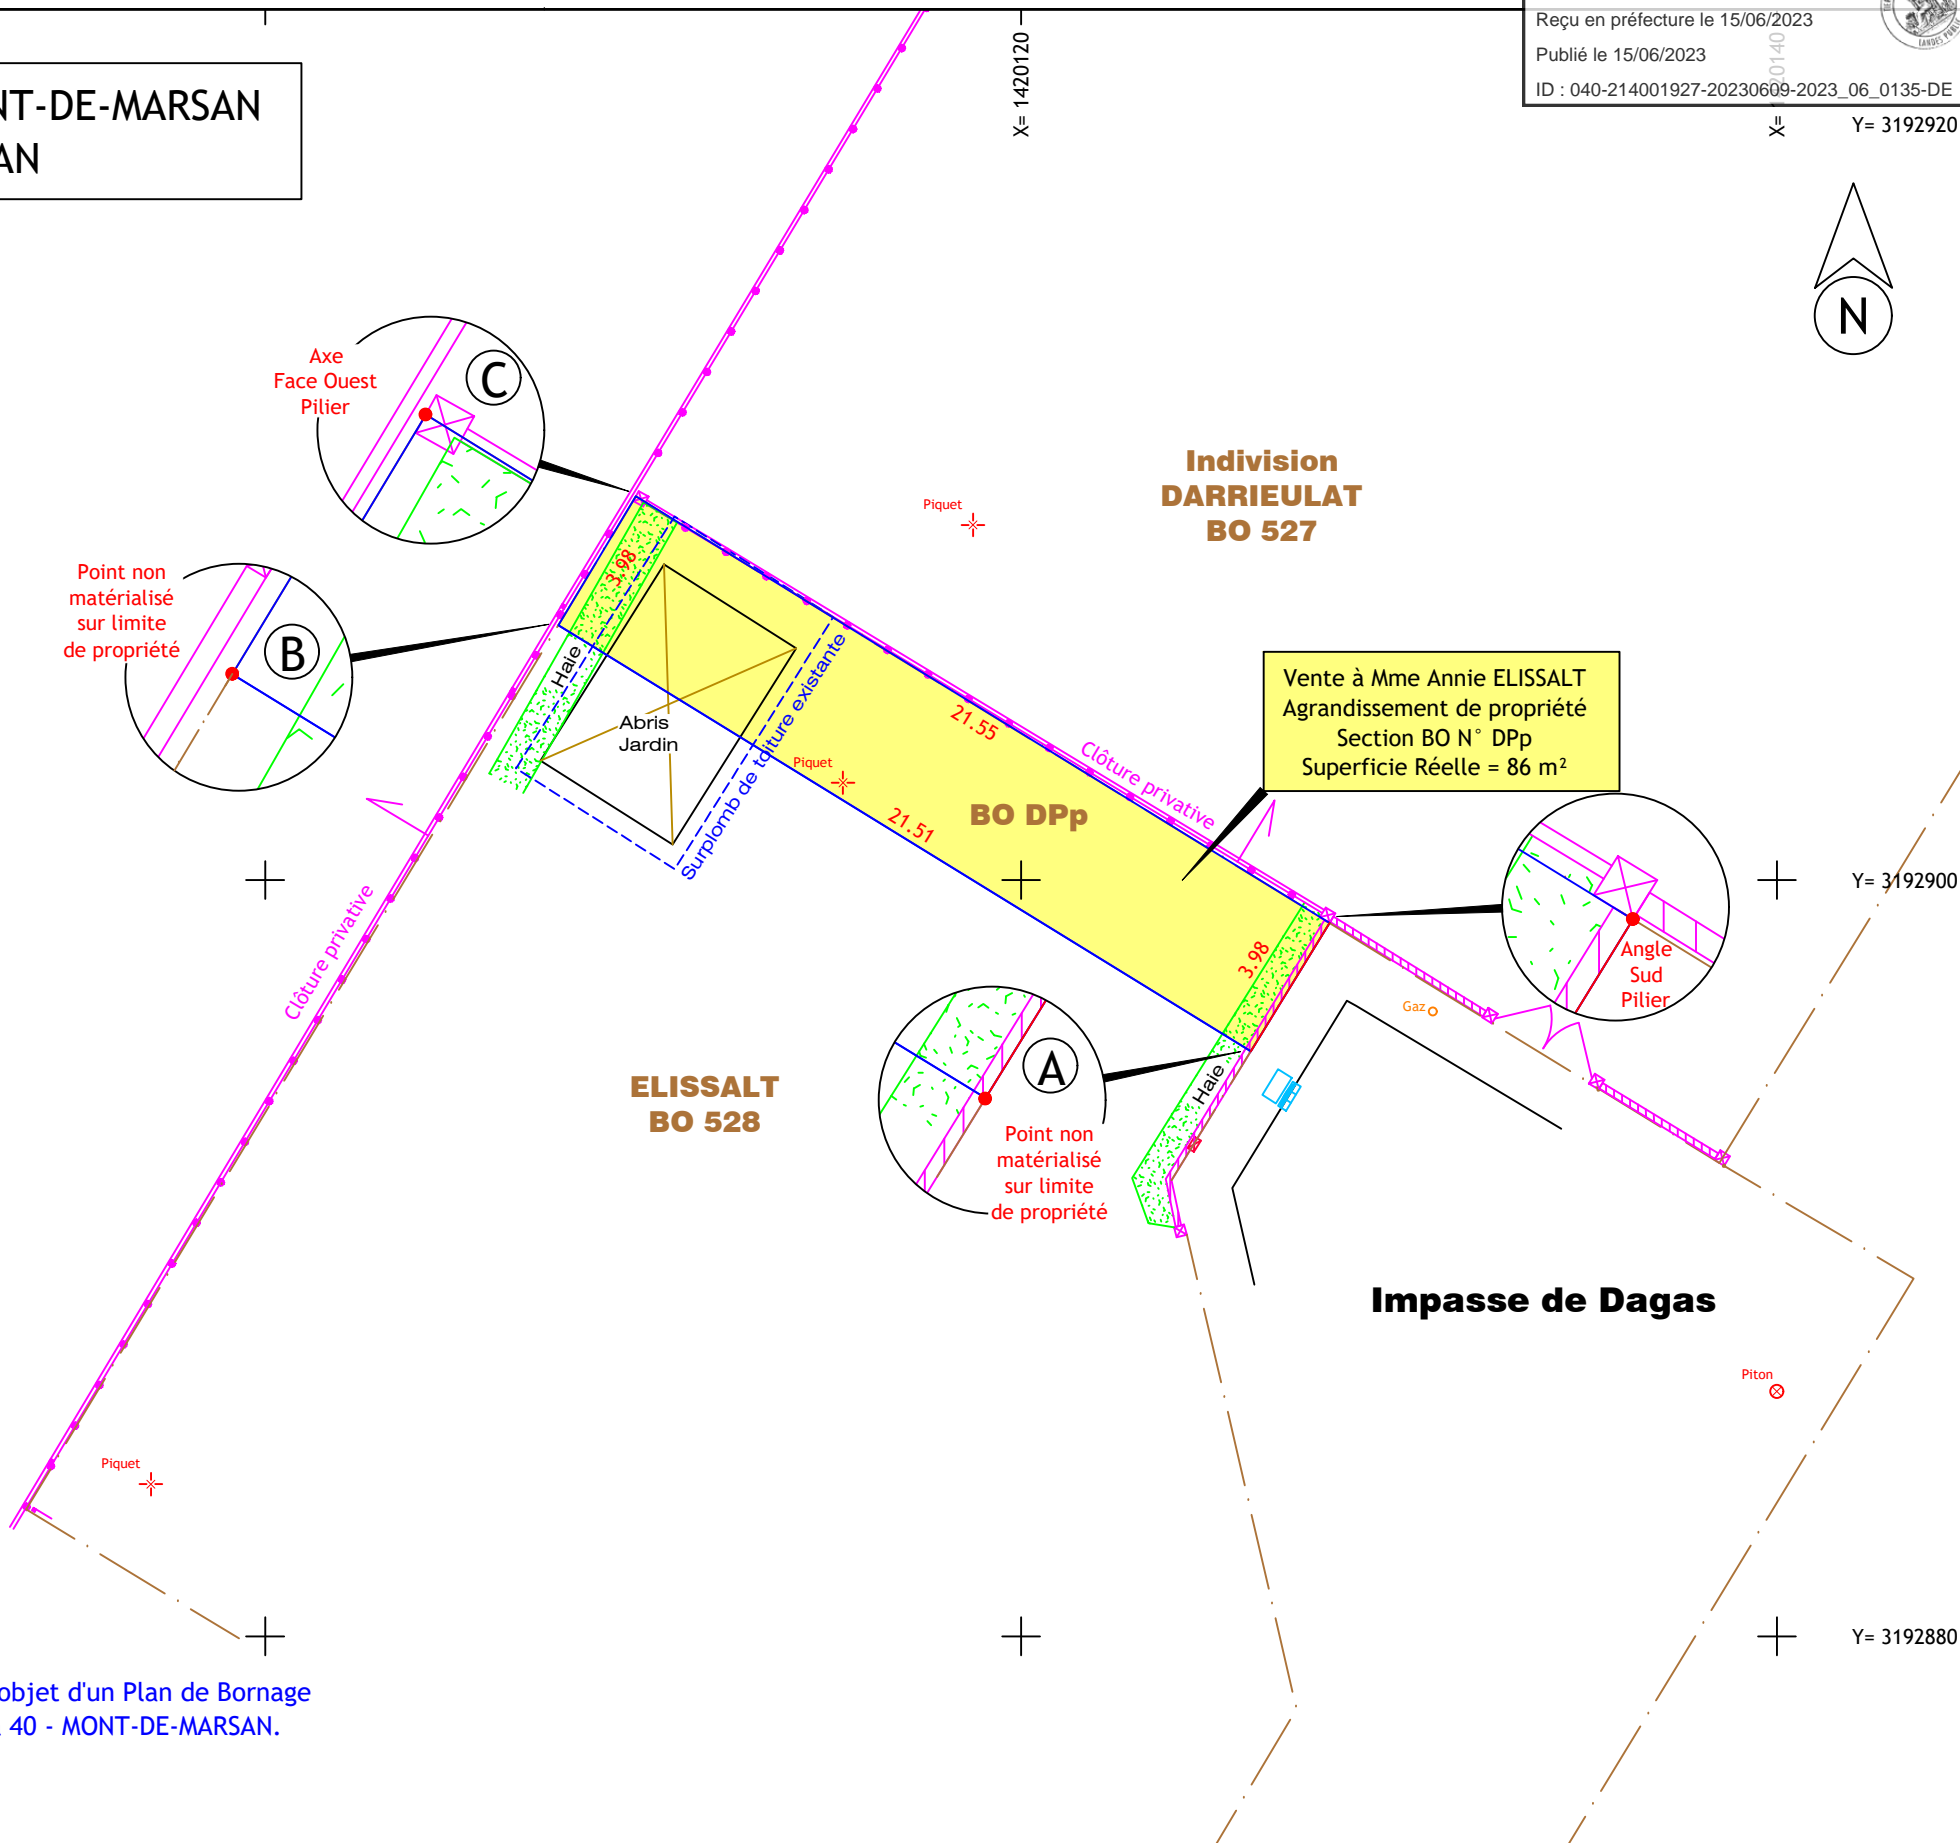 Reçu en préfecture le 15/06/2023
Publié le 15/06/2023
ID : 040-214001927-20230609-2023_06_0135-DE
NT-DE-MARSAN
AN
X= 1420120
X= 1420140
Y= 3192920
N
Axe
Face Ouest
Pilier
C
Indivision
DARRIEULAT
BO 527
Piquet
Point non
matérialisé
sur limite
de propriété
B
3.98
Haie
Abris
Jardin
Surplomb de toiture existante
Piquet
21.55
Clôture privative
21.51
BO DPp
Vente à Mme Annie ELISSALT
Agrandissement de propriété
Section BO N° DPp
Superficie Réelle = 86 m²
Y= 3192900
Clôture privative
3.98
Angle
Sud
Pilier
Gaz
ELISSALT
BO 528
A
Haie
Point non
matérialisé
sur limite
de propriété
Impasse de Dagas
Piton
Piquet
Y= 3192880
objet d'un Plan de Bornage
40 - MONT-DE-MARSAN.